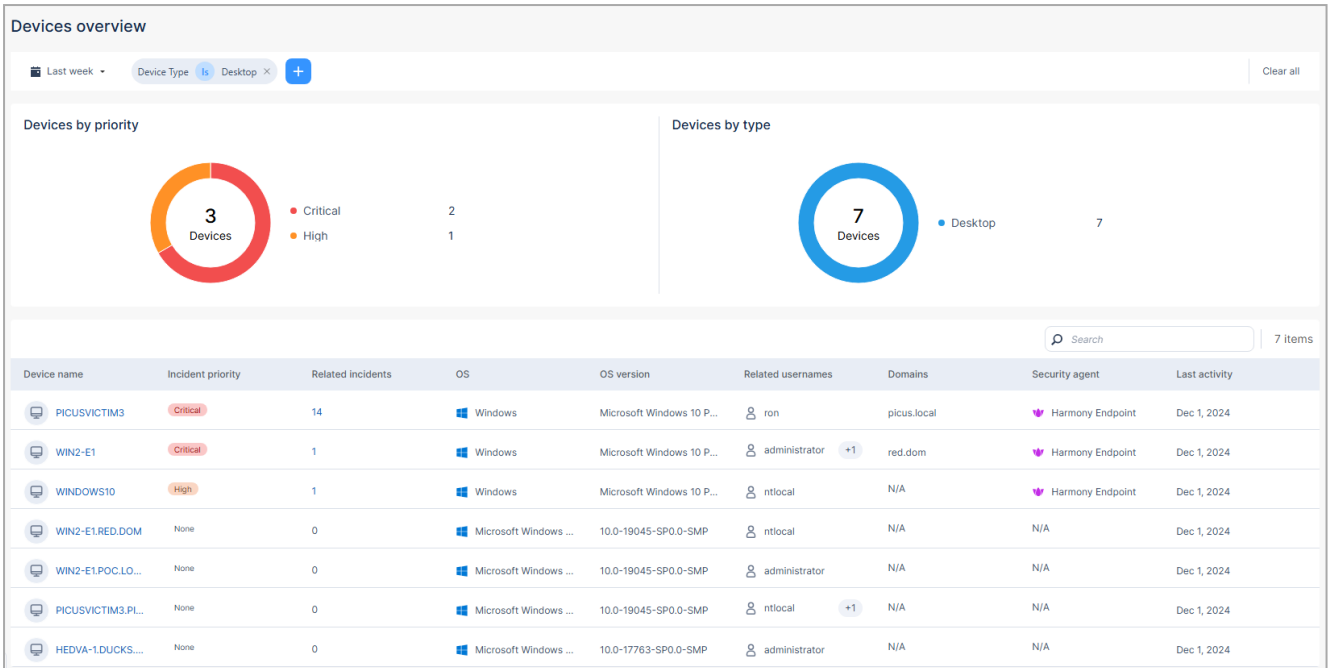 Devices overview
Last week Device Type Is Desktop × + Clear all
Devices by priority
3
Devices
Critical 2
High 1
Devices by type
7
Devices
Desktop 7
Search 7 items
Device name Incident priority Related incidents OS OS version Related usernames Domains Security agent Last activity
PICUSVICTIM3 Critical 14 Windows Microsoft Windows 10 P... ron picus.local Harmony Endpoint Dec 1, 2024
WIN2-E1 Critical 1 Windows Microsoft Windows 10 P... administrator +1 red.dom Harmony Endpoint Dec 1, 2024
WINDOWS10 High 1 Windows Microsoft Windows 10 P... ntlocal N/A Harmony Endpoint Dec 1, 2024
WIN2-E1.RED.DOM None 0 Microsoft Windows ... 10.0-19045-SP0.0-SMP ntlocal N/A N/A Dec 1, 2024
WIN2-E1.POC.LO... None 0 Microsoft Windows ... 10.0-19045-SP0.0-SMP administrator N/A N/A Dec 1, 2024
PICUSVICTIM3.PI... None 0 Microsoft Windows ... 10.0-19045-SP0.0-SMP ntlocal +1 N/A N/A Dec 1, 2024
HEDVA-1.DUCKS.... None 0 Microsoft Windows ... 10.0-17763-SP0.0-SMP administrator N/A N/A Dec 1, 2024